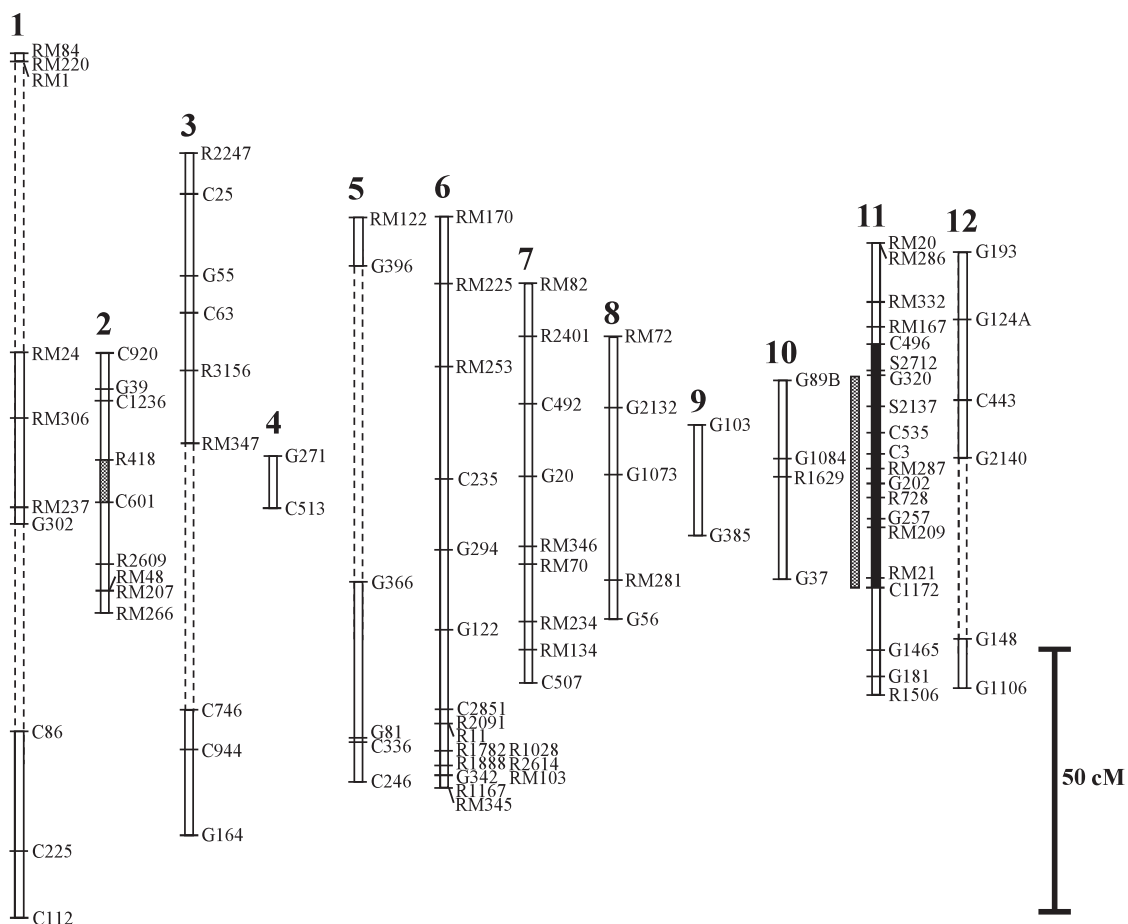 1
RM84
RM220
RM1
RM24
RM306
RM237
G302
C86
C225
C112
2
C920
G39
C1236
R418
C601
R2609
RM48
RM207
RM266
3
R2247
C25
G55
C63
R3156
RM347
C746
C944
G164
4
G271
C513
5
RM122
G396
G366
G81
C336
C246
6
RM170
RM225
RM253
C235
G294
G122
C2851
R2091
R11
R1782 R1028
R1888 R2614
G342 RM103
R1167
RM345
7
RM82
R2401
C492
G20
RM346
RM70
RM234
RM134
C507
8
RM72
G2132
G1073
RM281
G56
9
G103
G385
10
G89B
G1084
R1629
G37
11
RM20
RM286
RM332
RM167
C496
S2712
G320
S2137
C535
C3
RM287
G202
R728
G257
RM209
RM21
C1172
G1465
G181
R1506
12
G193
G124A
C443
G2140
G148
G1106
50 cM